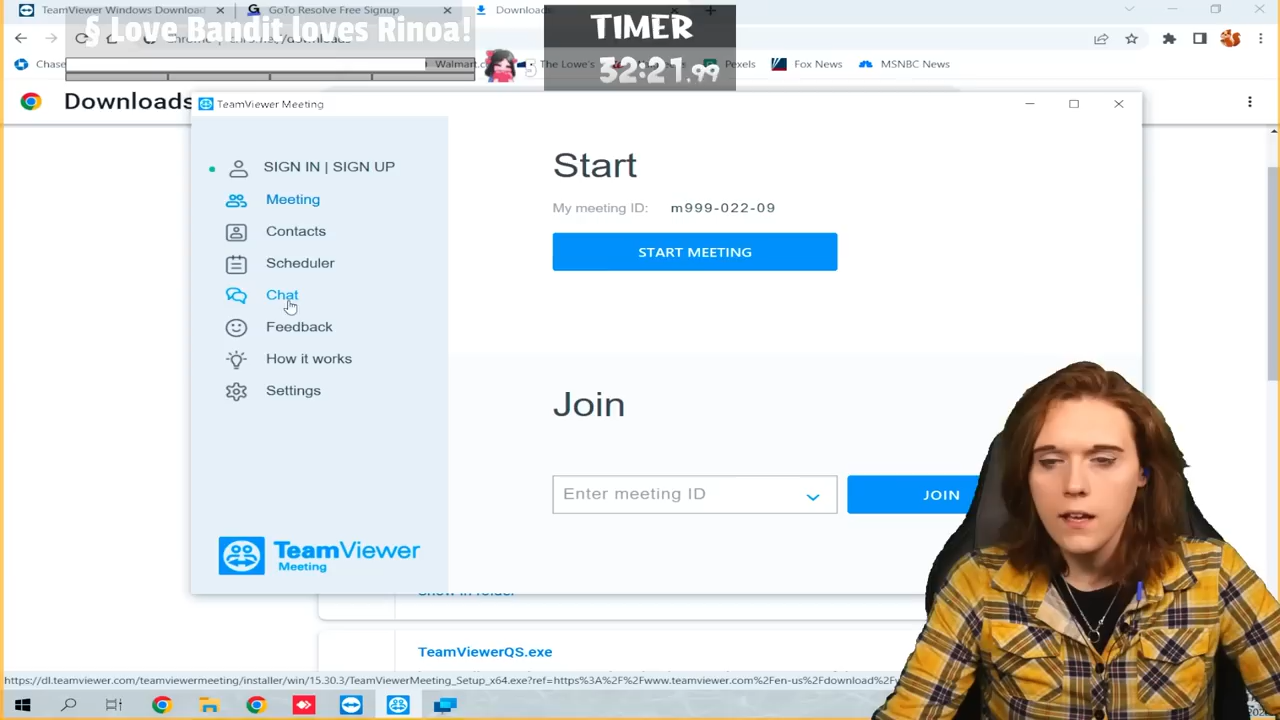 TeamViewer Windows Download
GoTo Resolve Free Signup
Downloads
§ Love Bandit loves Rinoa!
TIMER
32:21.99
Chase
Walmart.c
The Lowe's
Pexels
Fox News
MSNBC News
Downloads
TeamViewer Meeting
SIGN IN | SIGN UP
Meeting
Contacts
Scheduler
Chat
Feedback
How it works
Settings
TeamViewer
Meeting
Start
My meeting ID: m999-022-09
START MEETING
Join
Enter meeting ID
JOIN
Show in folder
TeamViewerQS.exe
https://dl.teamviewer.com/teamviewermeeting/installer/win/15.30.3/TeamViewerMeeting_Setup_x64.exe?ref=https%3A%2F%2Fwww.teamviewer.com%2Fen-us%2Fdownload%2F